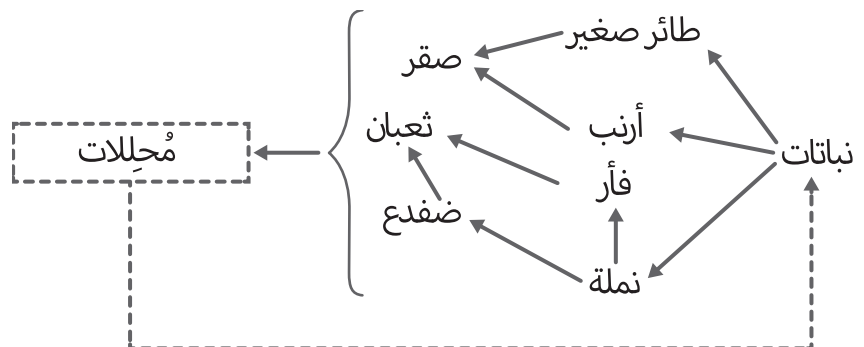 طائر صغير
صقر
أرنب
ثعبان
نباتات
مُحلِلات
فأر
ضفدع
نملة